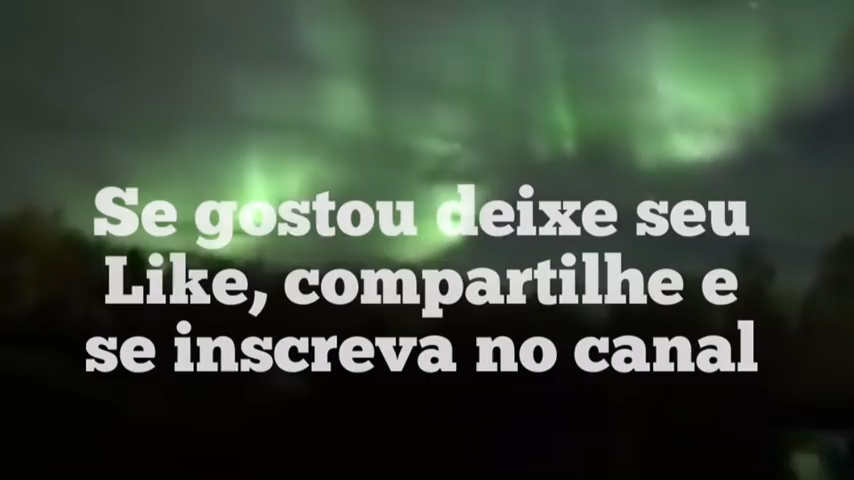 Se gostou deixe seu
Like, compartilhe e
se inscreva no canal